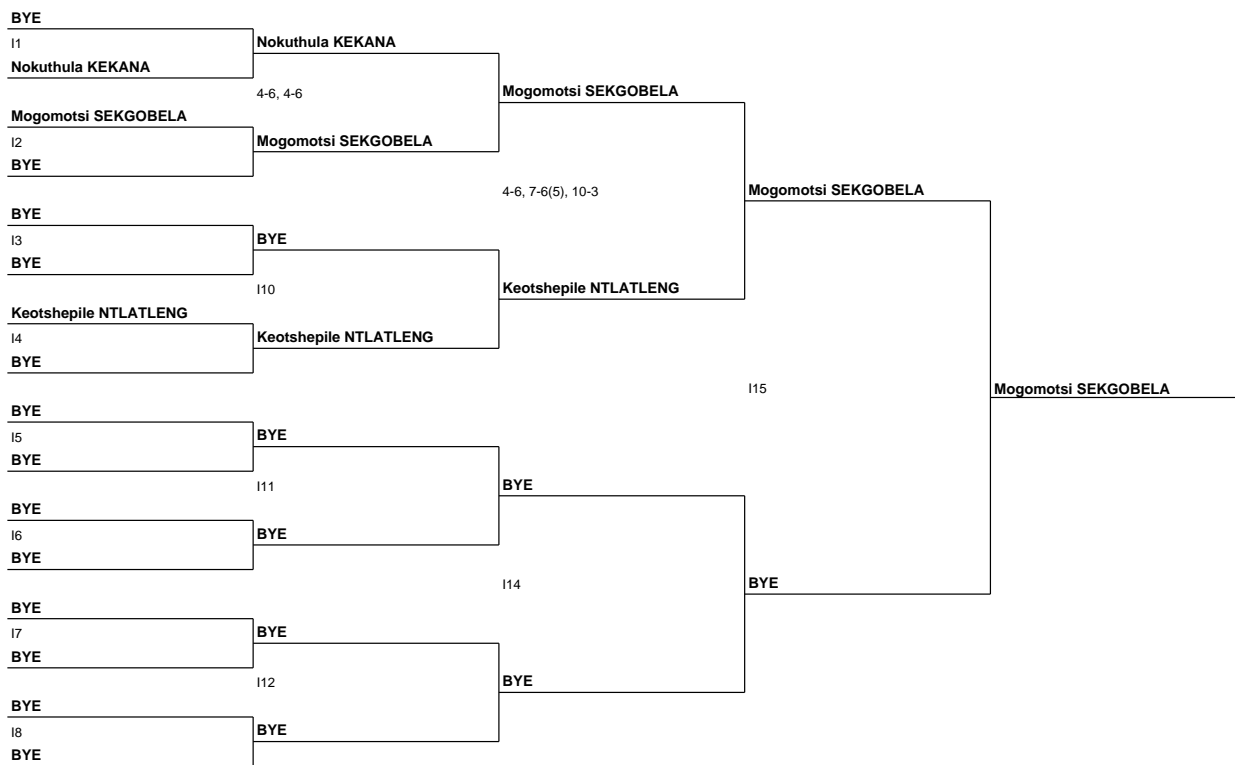 BYE
I1
Nokuthula KEKANA
Nokuthula KEKANA
4-6, 4-6
Mogomotsi SEKGOBELA
Mogomotsi SEKGOBELA
I2
Mogomotsi SEKGOBELA
BYE
4-6, 7-6(5), 10-3
Mogomotsi SEKGOBELA
BYE
I3
BYE
BYE
I10
Keotshepile NTLATLENG
Keotshepile NTLATLENG
I4
Keotshepile NTLATLENG
BYE
I15
Mogomotsi SEKGOBELA
BYE
I5
BYE
BYE
I11
BYE
BYE
I6
BYE
BYE
I14
BYE
BYE
I7
BYE
BYE
I12
BYE
BYE
I8
BYE
BYE